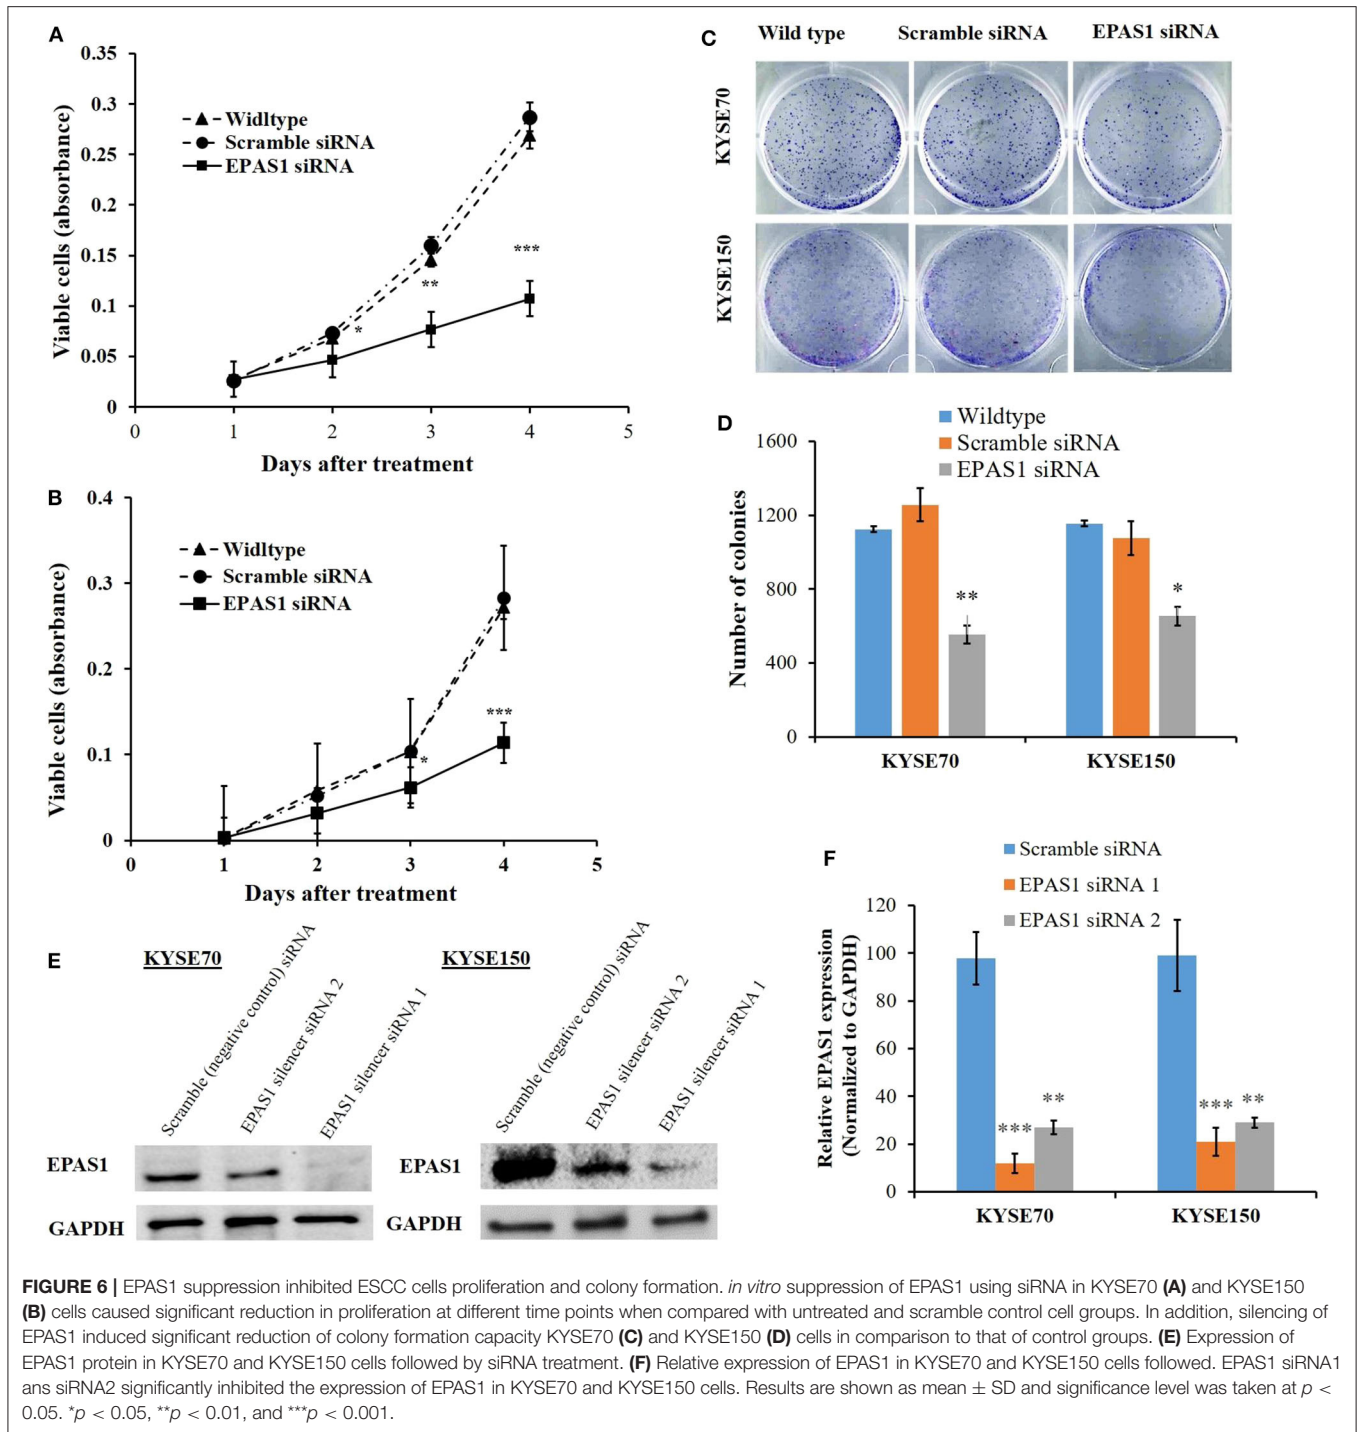 A
0.35
0.3
0.25
0.2
0.15
0.1
0.05
0
Viable cells (absorbance)
Widltype
Scramble siRNA
EPAS1 siRNA
*
**
***
0 1 2 3 4 5
Days after treatment
B
0.4
0.3
0.2
0.1
0
Viable cells (absorbance)
Widltype
Scramble siRNA
EPAS1 siRNA
*
***
0 1 2 3 4 5
Days after treatment
C
Wild type Scramble siRNA EPAS1 siRNA
KYSE70
KYSE150
D
Wildtype
Scramble siRNA
EPAS1 siRNA
1600
1200
800
400
0
Number of colonies
**
*
KYSE70 KYSE150
E
KYSE70
Scramble (negative control) siRNA
EPAS1 silencer siRNA 2
EPAS1 silencer siRNA 1
EPAS1
GAPDH
KYSE150
Scramble (negative control) siRNA
EPAS1 silencer siRNA 2
EPAS1 silencer siRNA 1
EPAS1
GAPDH
F
Scramble siRNA
EPAS1 siRNA 1
EPAS1 siRNA 2
120
100
80
60
40
20
0
Relative EPAS1 expression
(Normalized to GAPDH)
*** ** *** **
KYSE70 KYSE150
FIGURE 6 | EPAS1 suppression inhibited ESCC cells proliferation and colony formation. in vitro suppression of EPAS1 using siRNA in KYSE70 (A) and KYSE150
(B) cells caused significant reduction in proliferation at different time points when compared with untreated and scramble control cell groups. In addition, silencing of
EPAS1 induced significant reduction of colony formation capacity KYSE70 (C) and KYSE150 (D) cells in comparison to that of control groups. (E) Expression of
EPAS1 protein in KYSE70 and KYSE150 cells followed by siRNA treatment. (F) Relative expression of EPAS1 in KYSE70 and KYSE150 cells followed. EPAS1 siRNA1
ans siRNA2 significantly inhibited the expression of EPAS1 in KYSE70 and KYSE150 cells. Results are shown as mean ± SD and significance level was taken at p <
0.05. *p < 0.05, **p < 0.01, and ***p < 0.001.